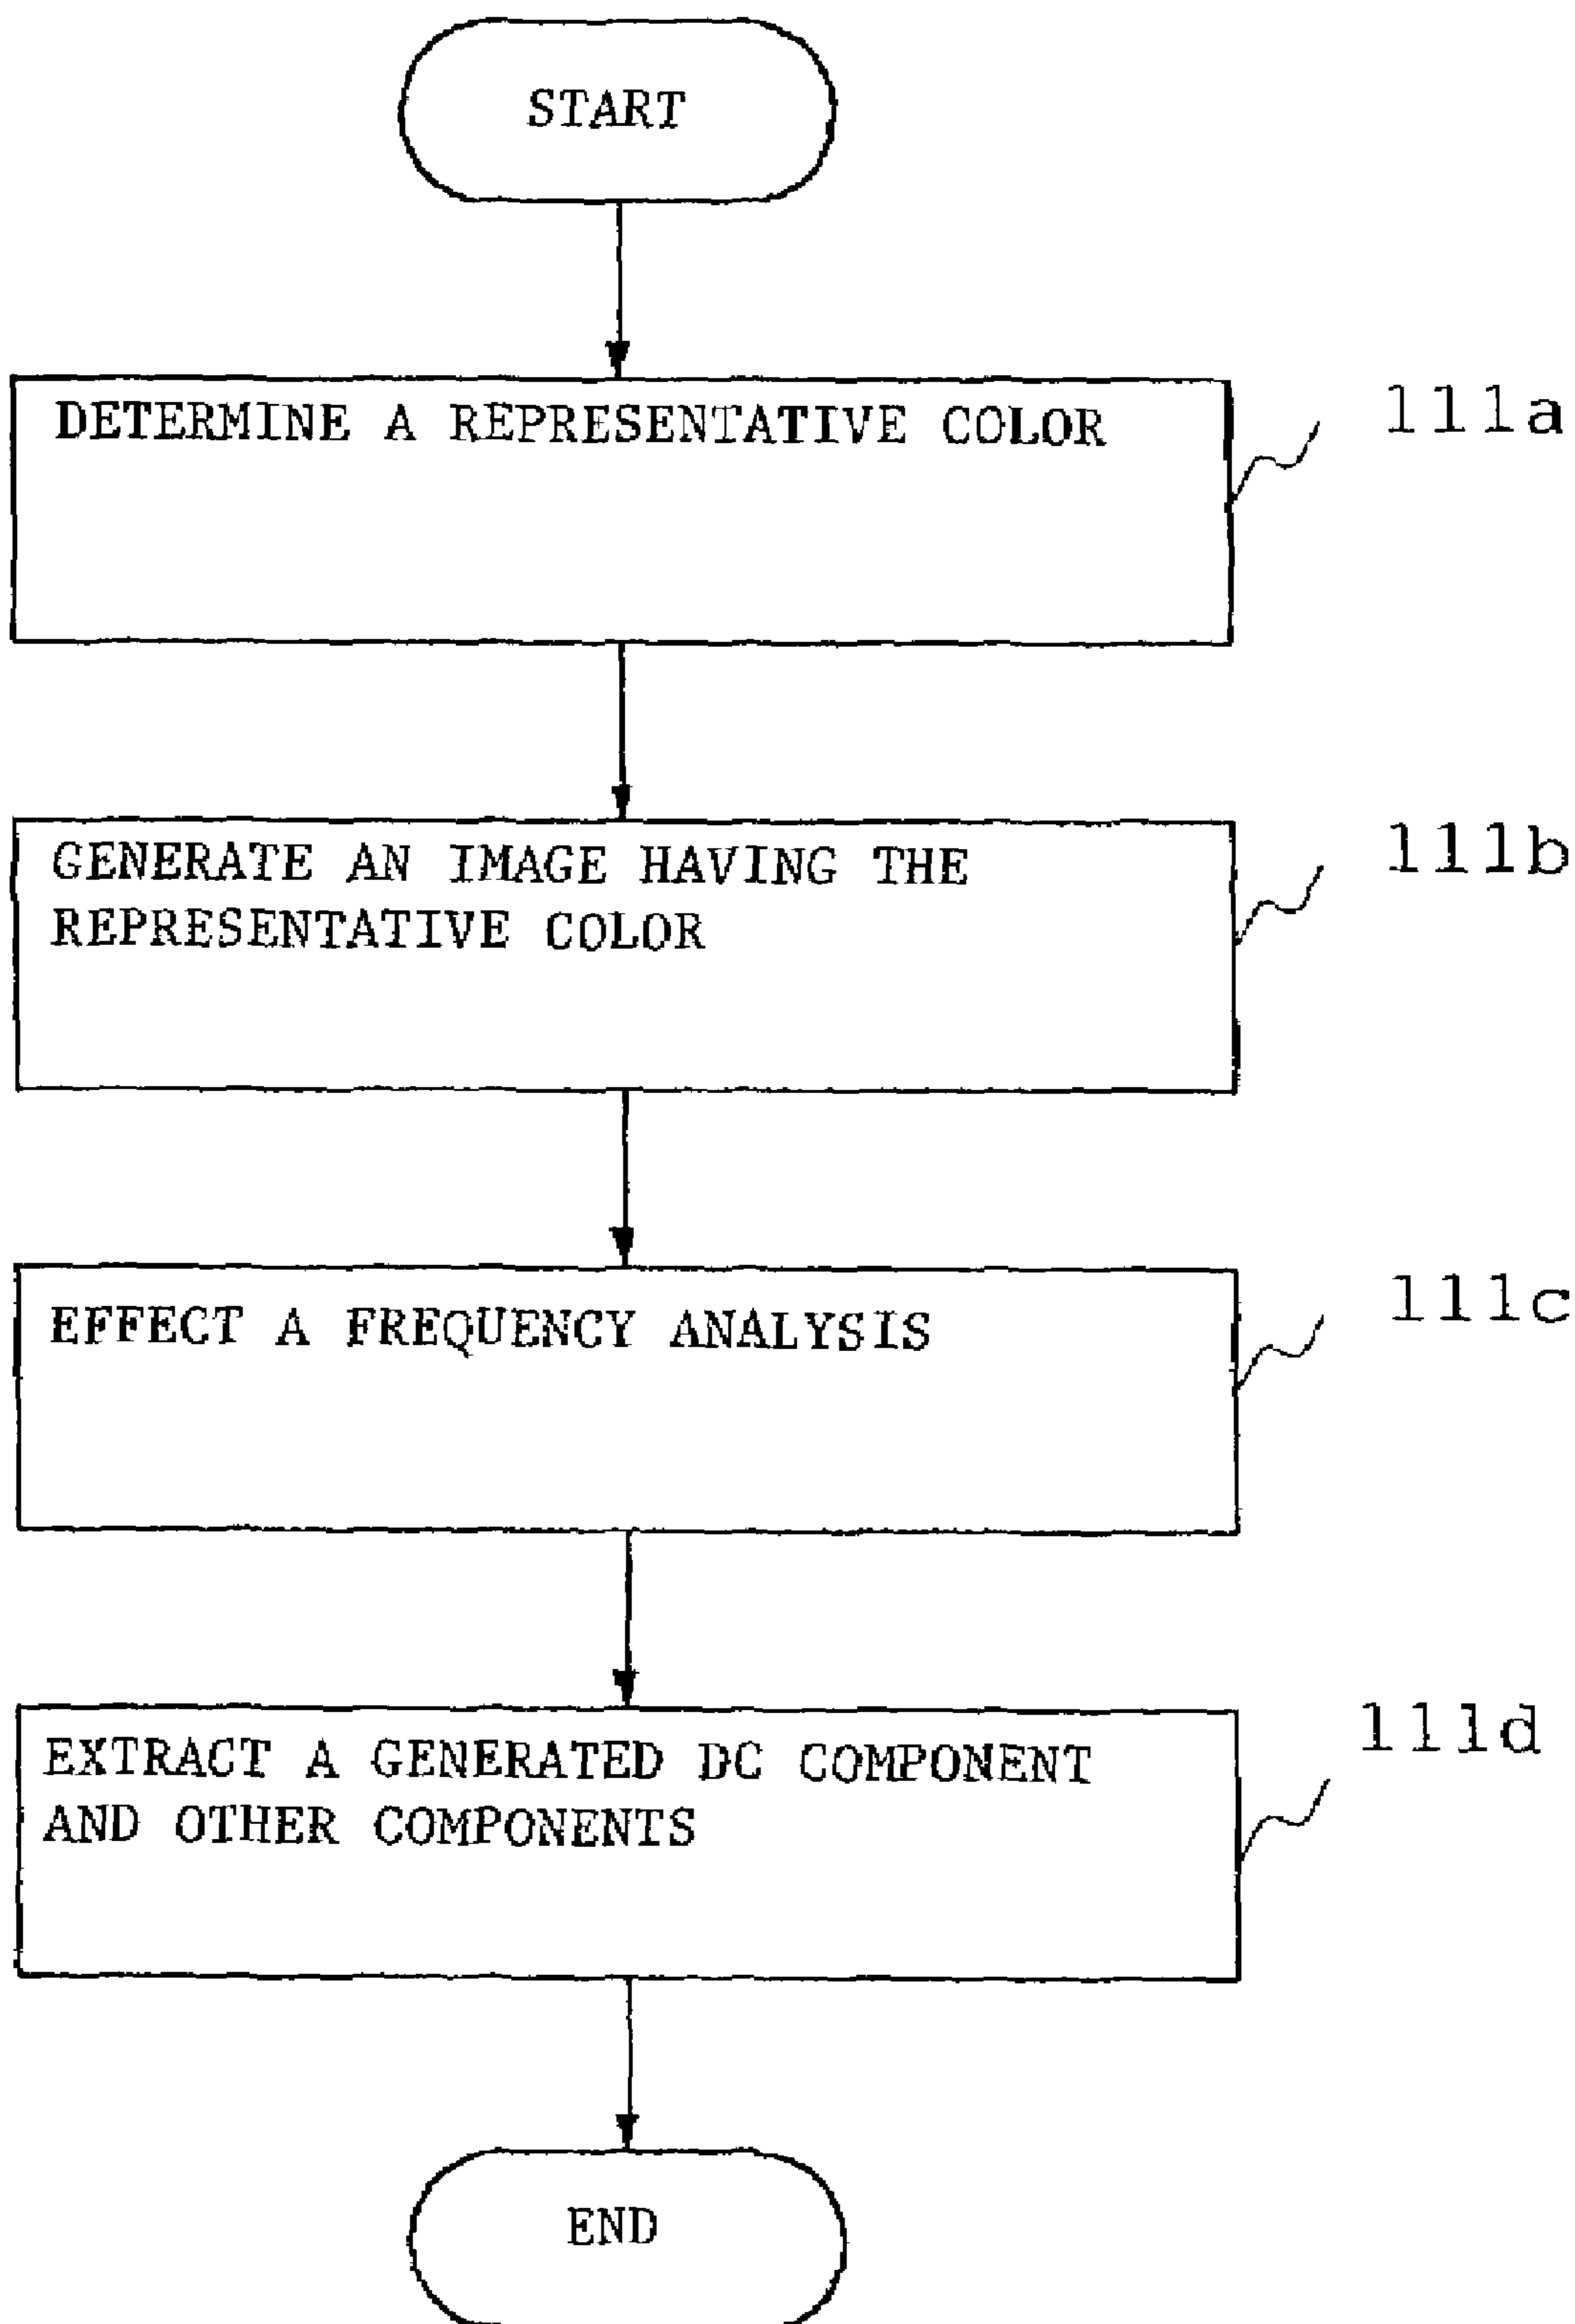 START
DETERMINE A REPRESENTATIVE COLOR
111a
GENERATE AN IMAGE HAVING THE
REPRESENTATIVE COLOR
111b
EFFECT A FREQUENCY ANALYSIS
111c
EXTRACT A GENERATED DC COMPONENT
AND OTHER COMPONENTS
111d
END